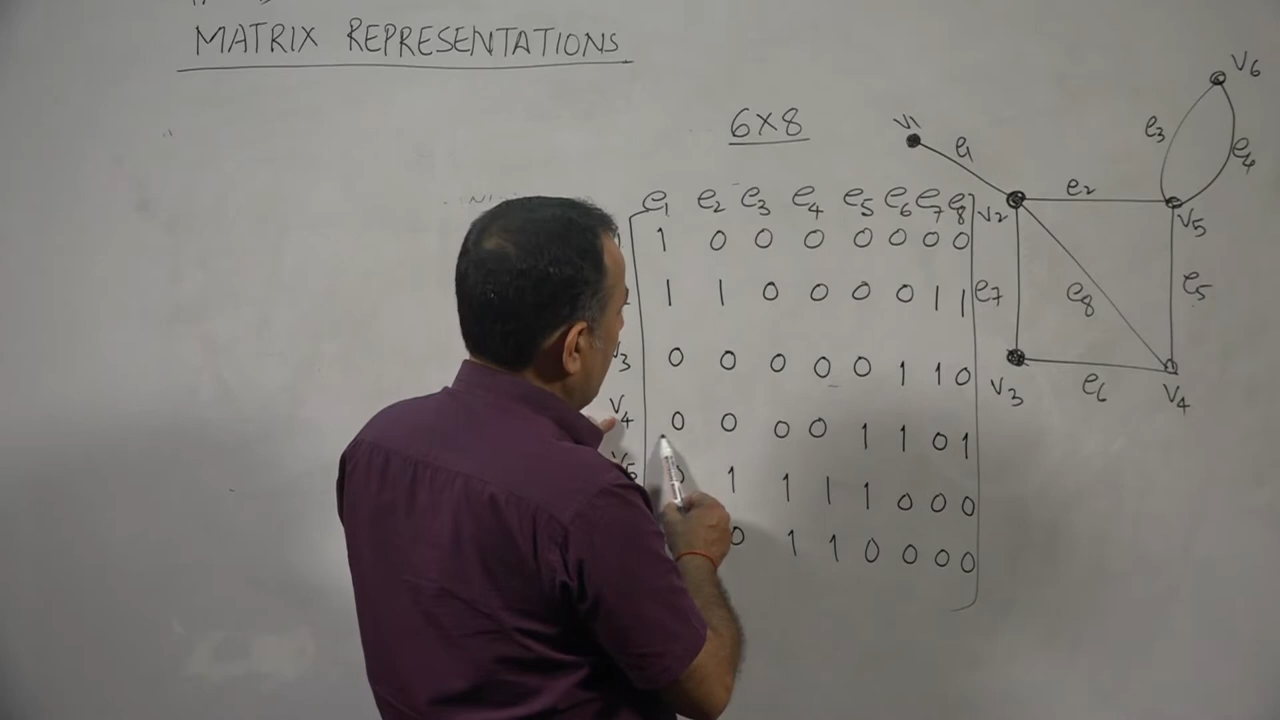 MATRIX REPRESENTATIONS
6X8
e1 e2 e3 e4 e5 e6 e7 e8
1 0 0 0 0 0 0 0
1 1 0 0 0 0 1 1
V3 0 0 0 0 0 1 1 0
V4 0 0 0 0 1 1 0 1
V5 0 1 1 1 1 0 0 0
0 1 1 0 0 0 0
V1
e1
V2
e2
e3
V6
e4
V5
e7
e8
e5
V3
e6
V4